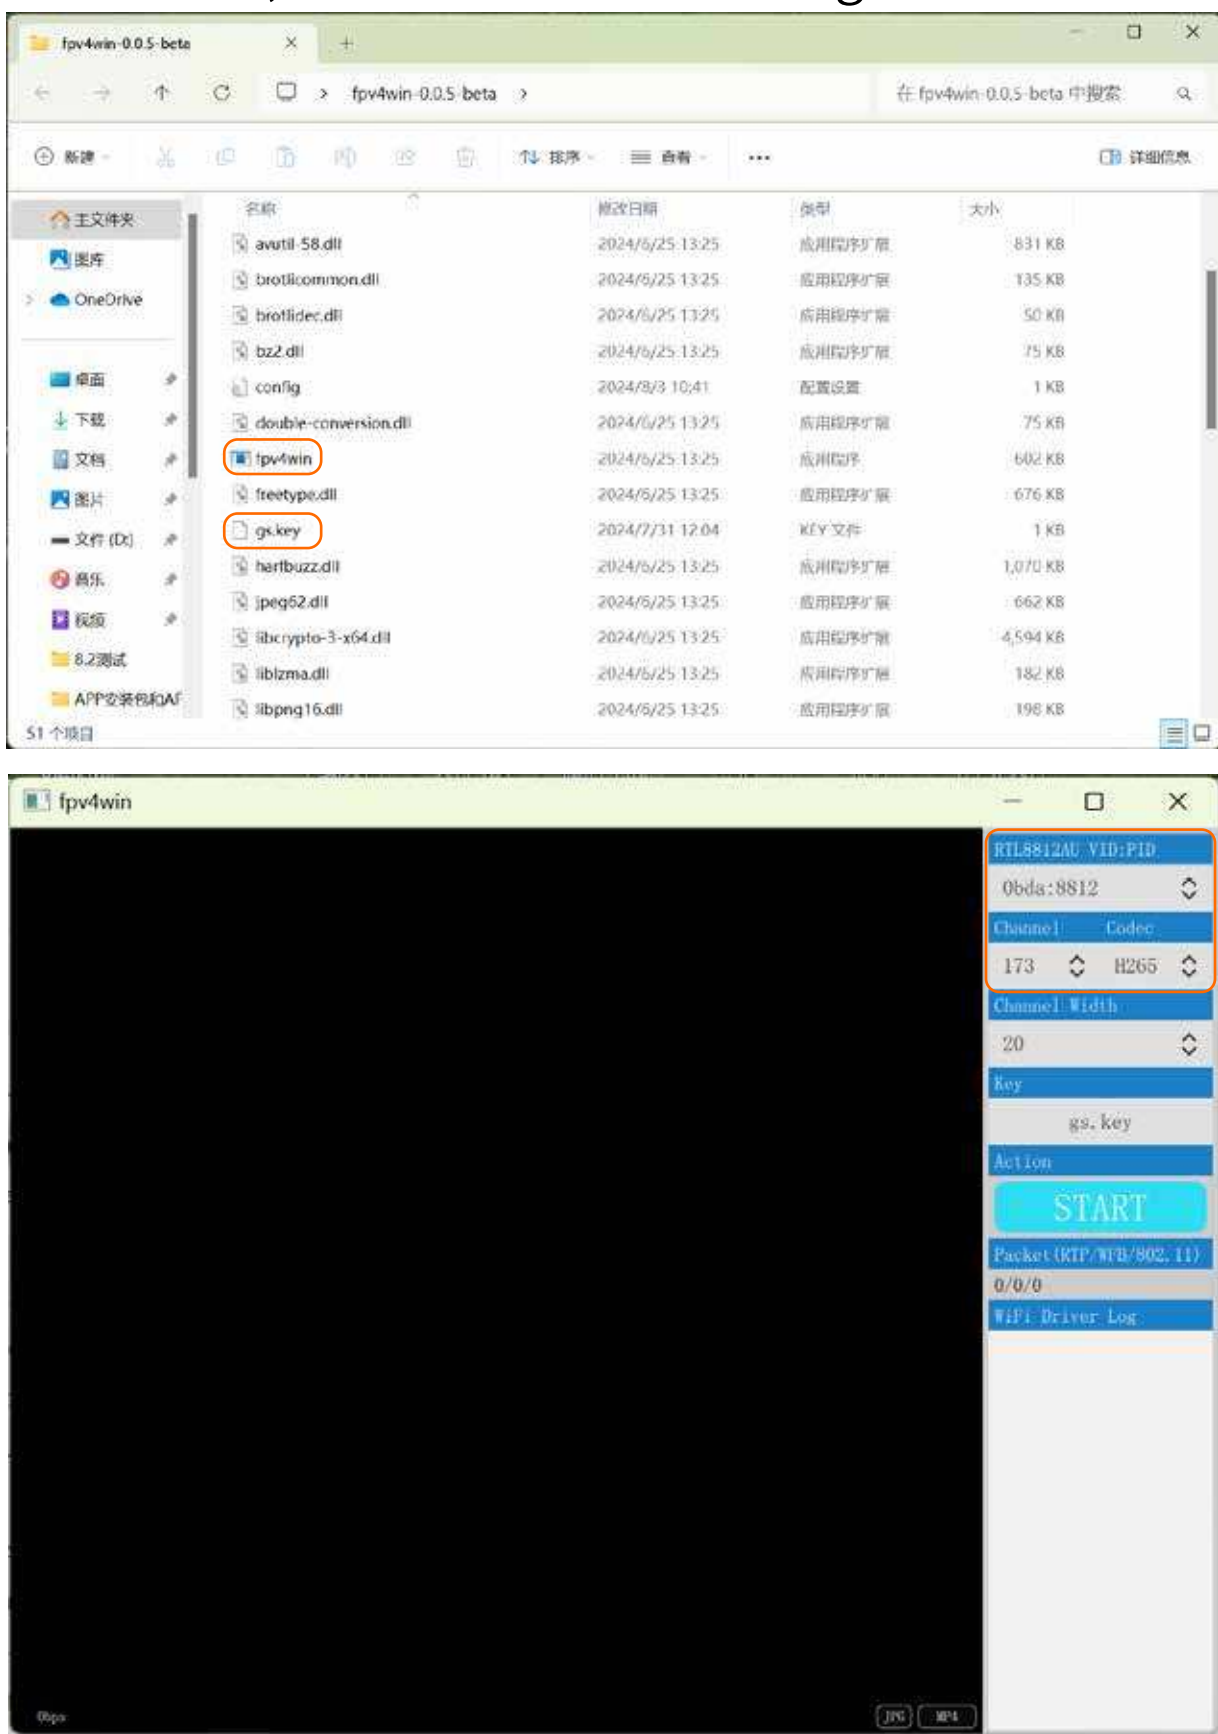 fpv4win-0.0.5-beta
fpv4win-0.0.5-beta
在 fpv4win-0.0.5-beta 中搜索
新建 排序 查看 ... 详细信息
名称 修改日期 类型 大小
主文件夹
图库
OneDrive
桌面
下载
文档
图片
文件 (D:)
音乐
视频
8.2测试
APP安装包和AF
avutil-58.dll 2024/6/25 13:25 应用程序扩展 831 KB
brotlicommon.dll 2024/6/25 13:25 应用程序扩展 135 KB
brotlidec.dll 2024/6/25 13:25 应用程序扩展 50 KB
bz2.dll 2024/6/25 13:25 应用程序扩展 75 KB
config 2024/8/3 10:41 配置设置 1 KB
double-conversion.dll 2024/6/25 13:25 应用程序扩展 75 KB
fpv4win 2024/6/25 13:25 应用程序 602 KB
freetype.dll 2024/6/25 13:25 应用程序扩展 676 KB
gs.key 2024/7/31 12:04 KEY 文件 1 KB
harfbuzz.dll 2024/6/25 13:25 应用程序扩展 1,070 KB
jpeg62.dll 2024/6/25 13:25 应用程序扩展 662 KB
libcrypto-3-x64.dll 2024/6/25 13:25 应用程序扩展 4,594 KB
liblzma.dll 2024/6/25 13:25 应用程序扩展 182 KB
libpng16.dll 2024/6/25 13:25 应用程序扩展 198 KB
51 个项目
fpv4win
RTL8812AU VID:PID
0bda:8812
Channel Codec
173 H265
Channel Width
20
Key
gs.key
Action
START
Packet(RTP/WFB/802.11)
0/0/0
WiFi Driver Log
0bps JPG MP4